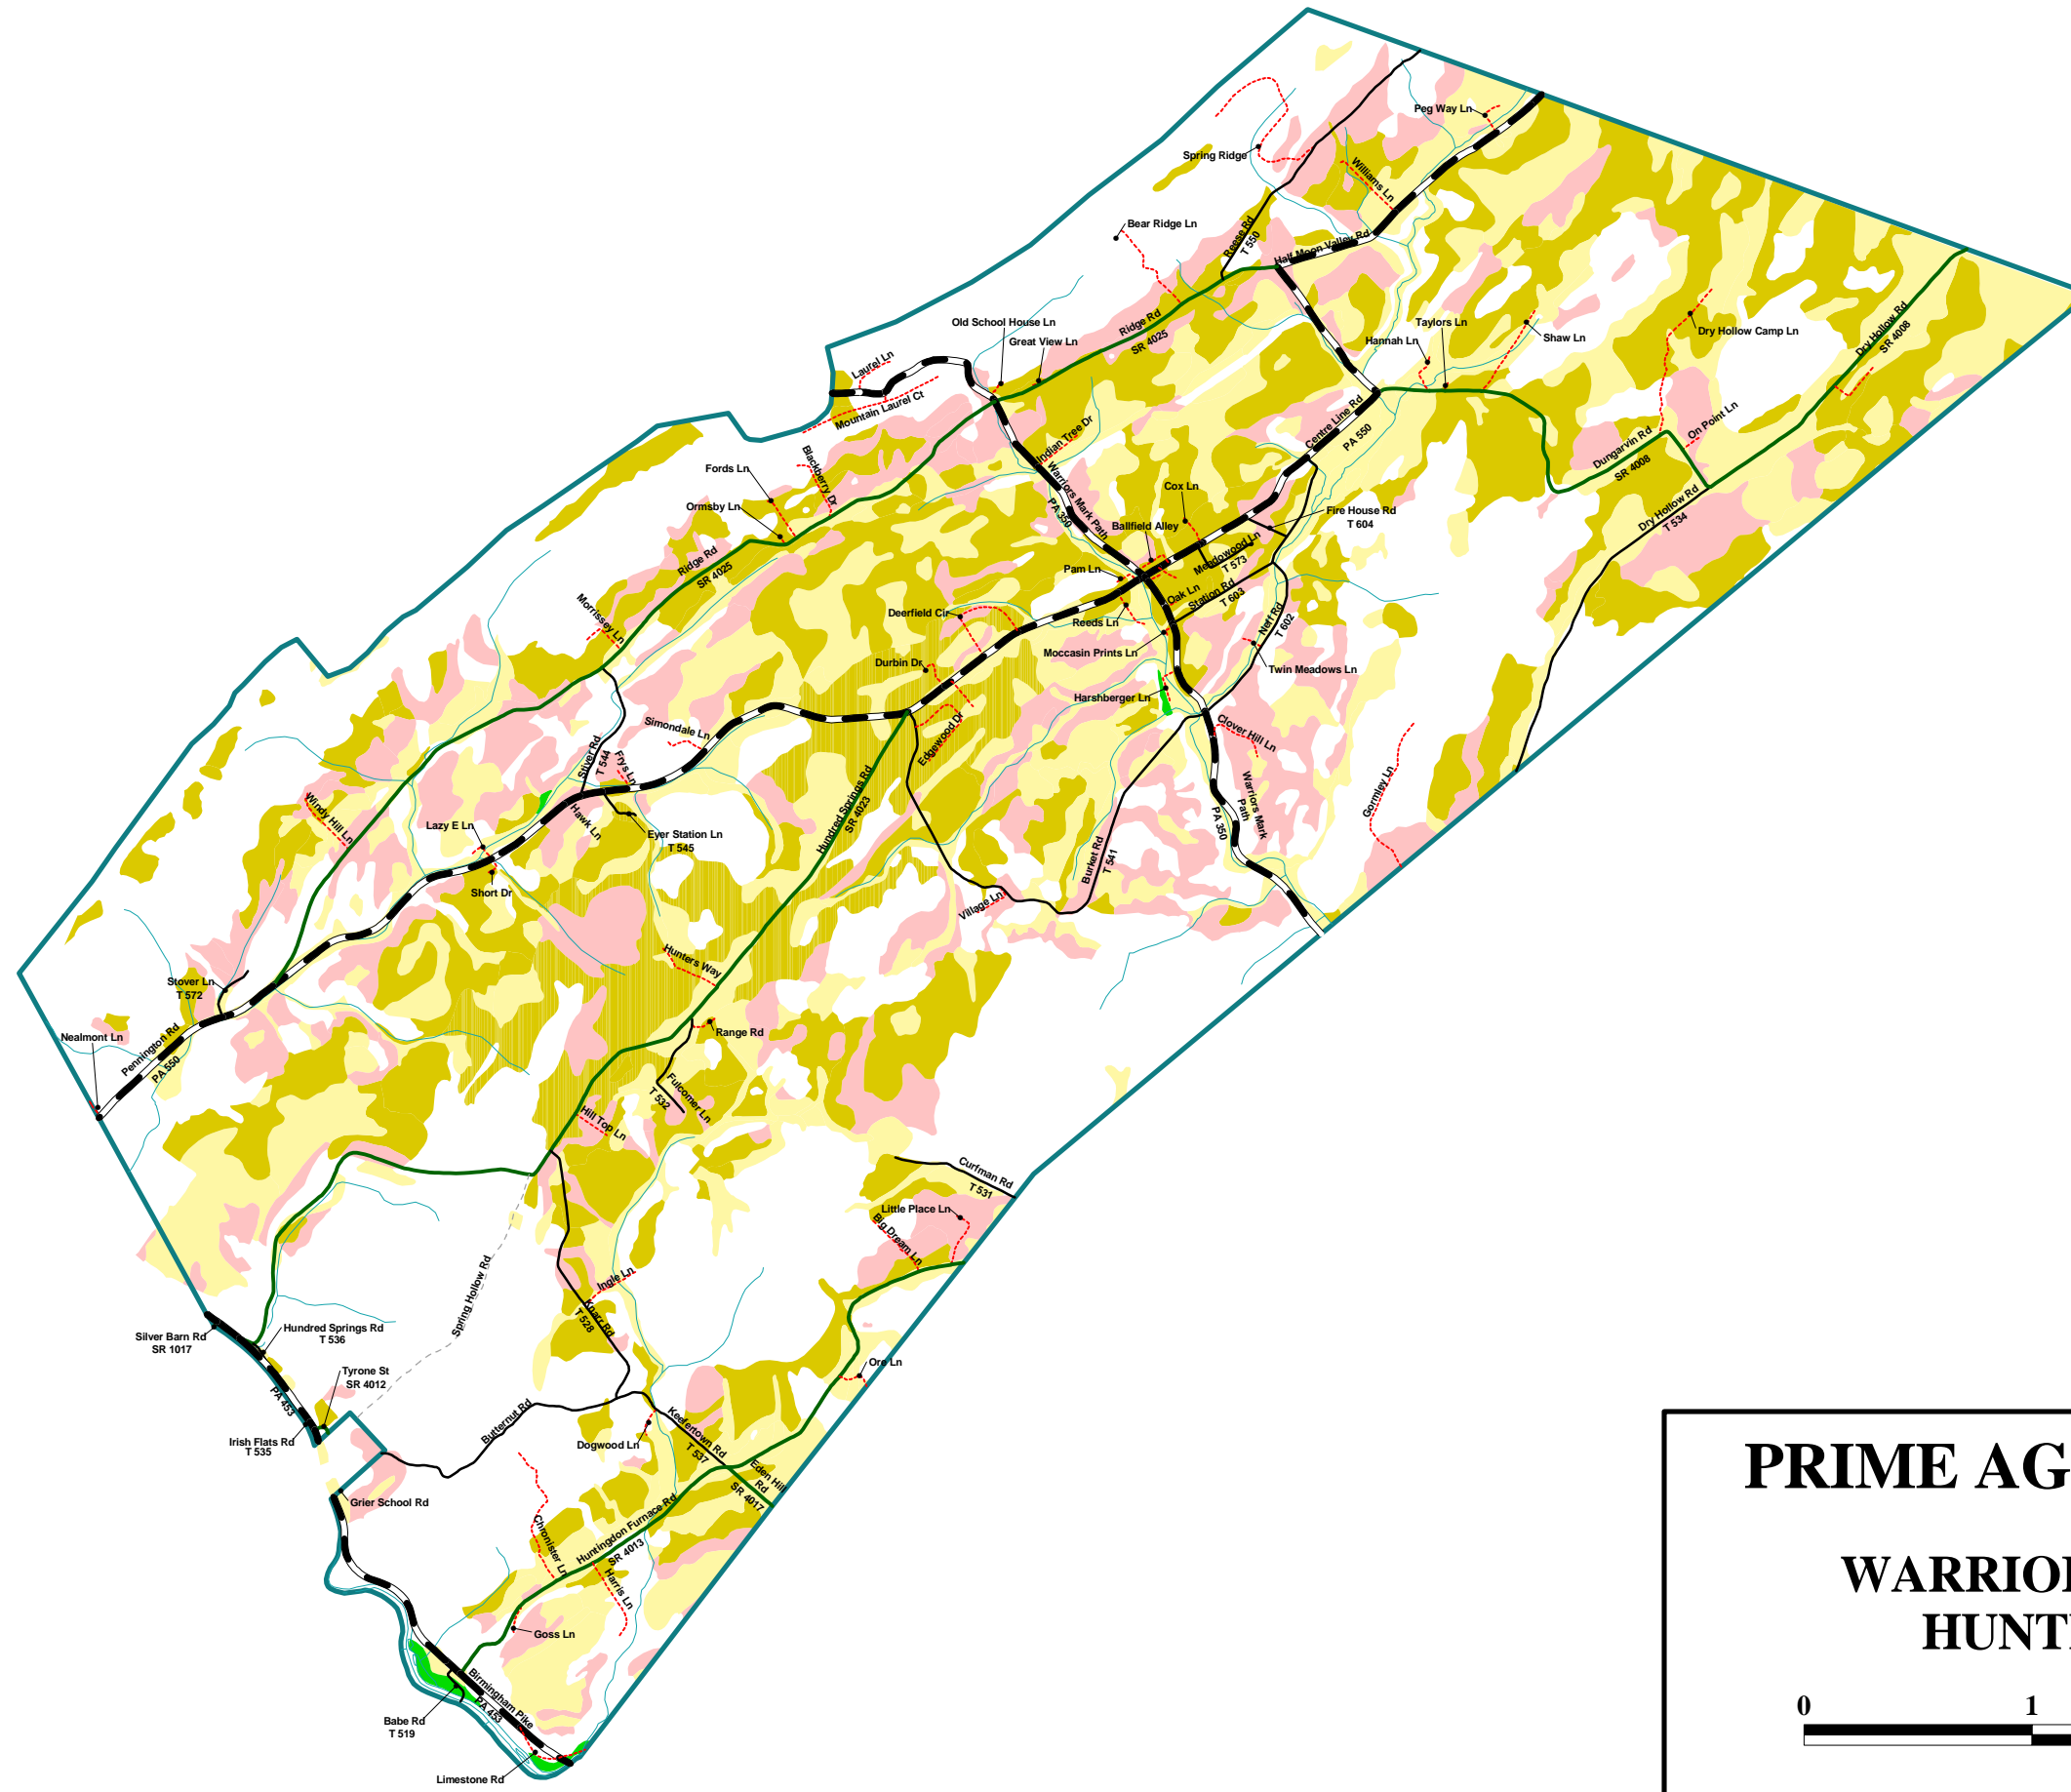 Peg Way Ln
Spring Ridge
Williams Ln
Bear Ridge Ln
Reese Rd
T 550
Half Moon Valley Rd
Old School House Ln
Great View Ln
Ridge Rd
SR 4025
Taylors Ln
Hannah Ln
Shaw Ln
Dry Hollow Camp Ln
Dry Hollow Rd
SR 4008
Laurel Ln
Mountain Laurel Ct
Indian Tree Dr
Centre Line Rd
PA 550
Dungarvin Rd
SR 4008
On Point Ln
Dry Hollow Rd
T 534
Fords Ln
Blackberry Dr
Ormsby Ln
Warriors Mark Path
PA 350
Cox Ln
Ballfield Alley
Fire House Rd
T 604
Meadowood Ln
T 573
Pam Ln
Oak Ln
Station Rd
T 603
Ridge Rd
SR 4025
Morrissey Ln
Deerfield Cir
Reeds Ln
Neff Rd
T 602
Moccasin Prints Ln
Twin Meadows Ln
Durbin Dr
Harshberger Ln
Simondale Ln
Edgewood Dr
Clover Hill Ln
Stiver Rd
T 544
Frys Ln
Hundred Springs Rd
SR 4023
Warriors Mark
Path
PA 350
Gormley Ln
Windy Hill Ln
Lazy E Ln
Hawk Ln
Eyer Station Ln
T 545
Short Dr
Burket Rd
T 541
Village Ln
Hunters Way
Stover Ln
T 572
Range Rd
Nealmont Ln
Pennington Rd
PA 550
Fulcomer Ln
T 532
Hill Top Ln
Curfman Rd
T 531
Little Place Ln
Big Dream Ln
Spring Hollow Rd
Ingle Ln
Knarr Rd
T 528
Silver Barn Rd
SR 1017
Hundred Springs Rd
T 536
Tyrone St
SR 4012
Ore Ln
PA 453
Irish Flats Rd
T 535
Butternut Rd
Dogwood Ln
Keefertown Rd
T 537
Eden Hill
Rd
SR 4017
Grier School Rd
Chronister Ln
Huntingdon Furnace Rd
SR 4013
Harris Ln
Goss Ln
Birmingham Pike
PA 453
Babe Rd
T 519
Limestone Rd
PRIME AG
WARRIO
HUNT
0 1